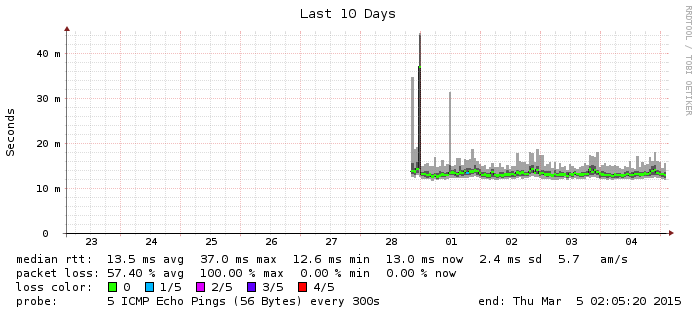 Last 10 Days
RRDTOOL / TOBI OETIKER
Seconds
40 m
30 m
20 m
10 m
0
23 24 25 26 27 28 01 02 03 04
median rtt: 13.5 ms avg 37.0 ms max 12.6 ms min 13.0 ms now 2.4 ms sd 5.7 am/s
packet loss: 57.40 % avg 100.00 % max 0.00 % min 0.00 % now
loss color: 0 1/5 2/5 3/5 4/5
probe: 5 ICMP Echo Pings (56 Bytes) every 300s end: Thu Mar 5 02:05:20 2015